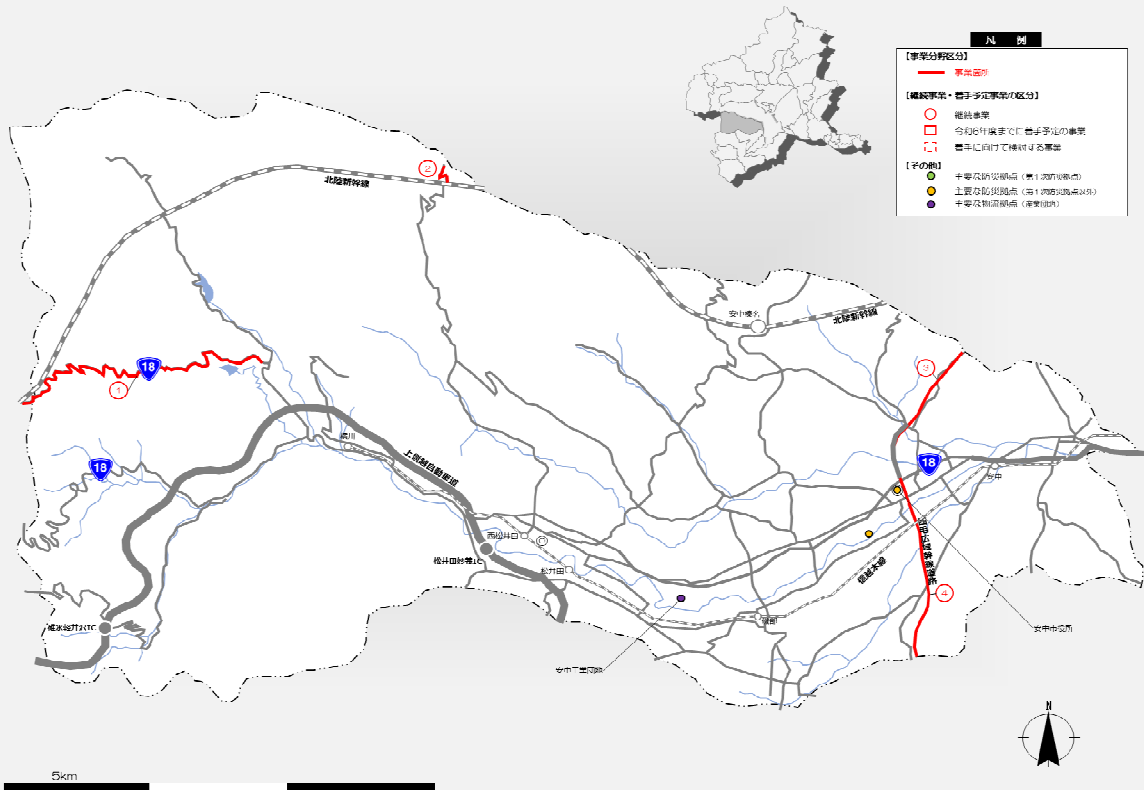 凡 例
【事業分野区分】
事業箇所
【継続事業・着手予定事業の区分】
継続事業
令和6年度までに着手予定の事業
着手に向けて検討する事業
【その他】
主要な防災拠点（第1次防災拠点）
主要な防災拠点（第1次防災拠点以外）
主要な物流拠点（産業団地）
2
北陸新幹線
安中榛名
北陸新幹線
18
1
3
横川
18
上信越自動車道
18
安中
西松井田
松井田妙義IC
松井田
信越本線
4
碓氷軽井沢IC
磯部
安中市役所
安中工業団地
N
5km